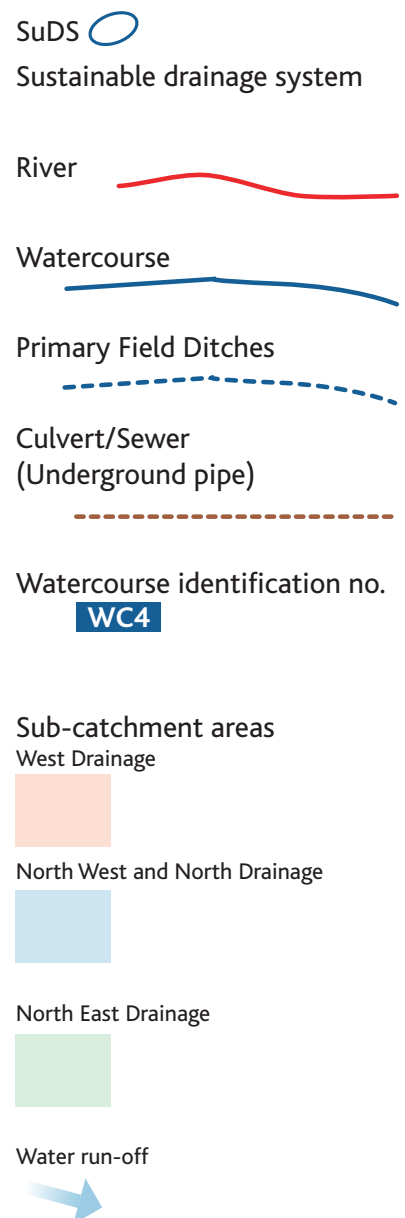 SuDS
Sustainable drainage system
River
Watercourse
Primary Field Ditches
Culvert/Sewer
(Underground pipe)
Watercourse identification no.
WC4
Sub-catchment areas
West Drainage
North West and North Drainage
North East Drainage
Water run-off